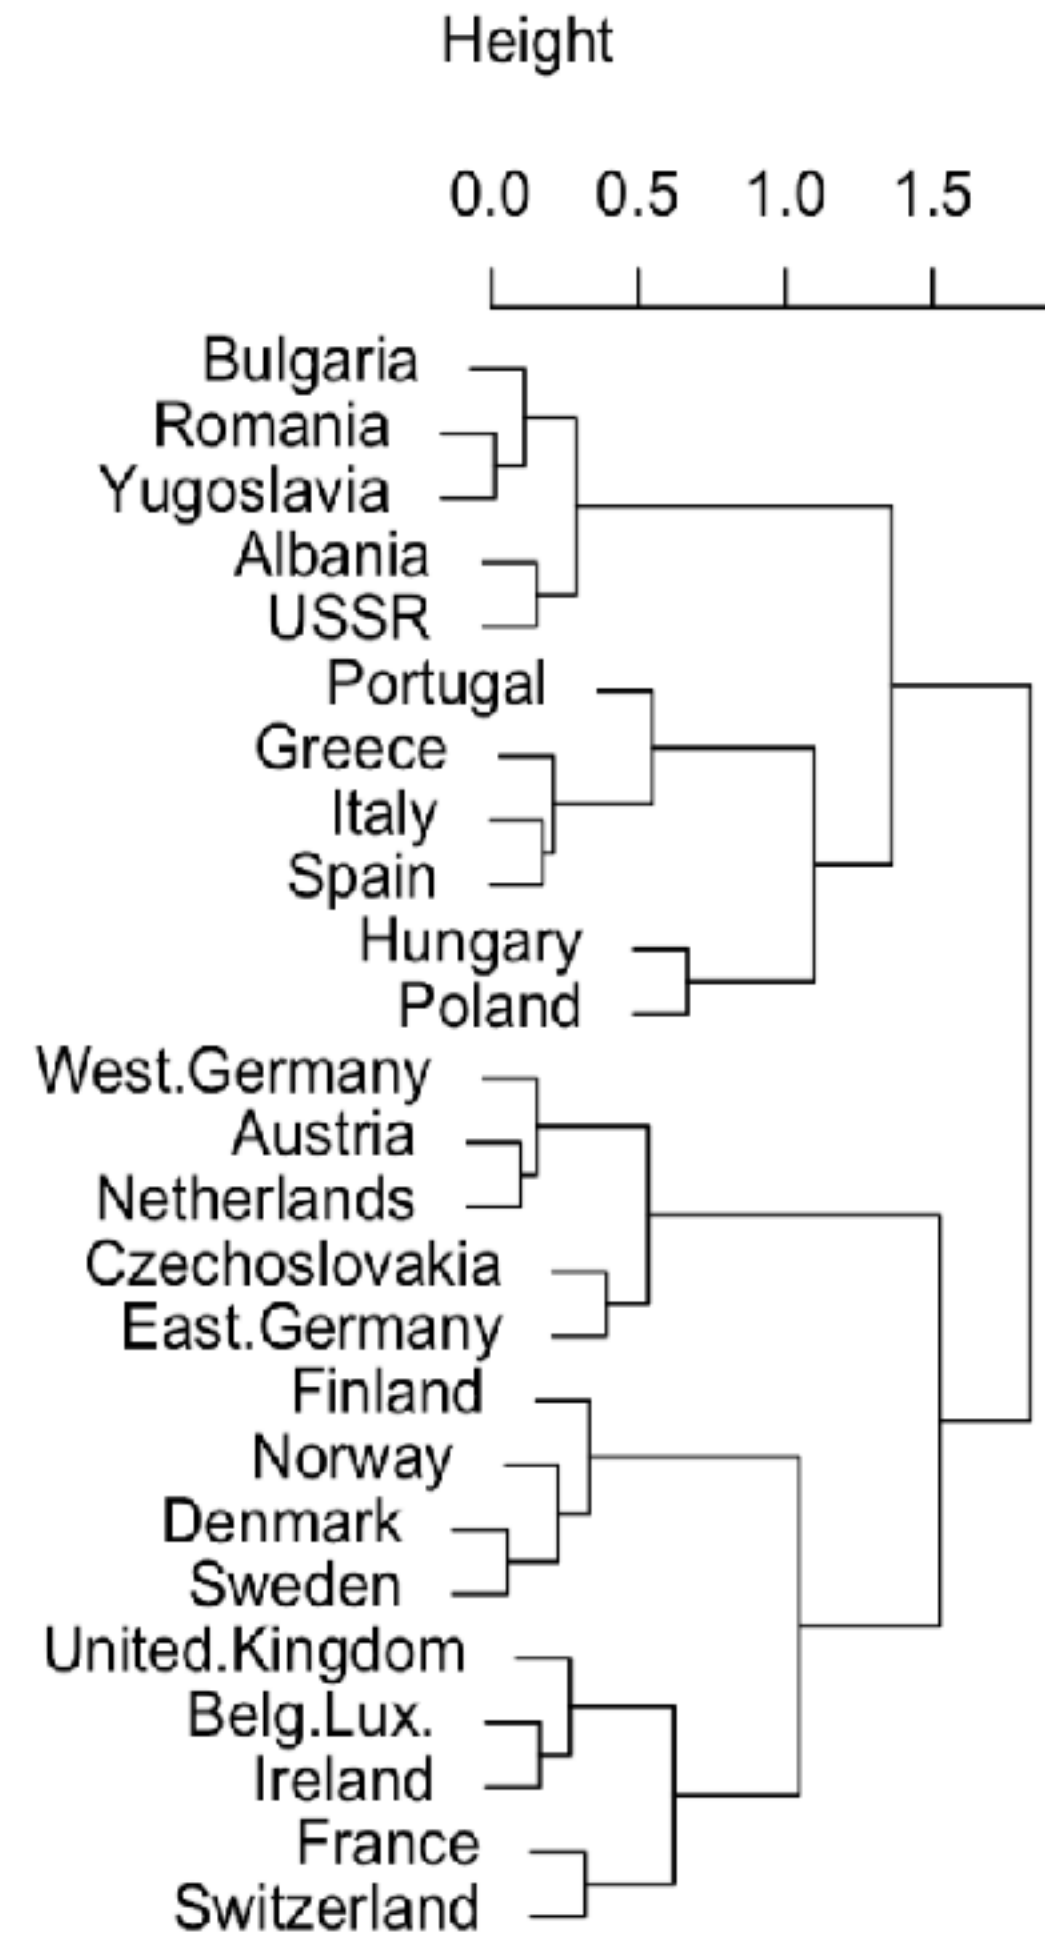 Height
0.0 0.5 1.0 1.5
Bulgaria
Romania
Yugoslavia
Albania
USSR
Portugal
Greece
Italy
Spain
Hungary
Poland
West.Germany
Austria
Netherlands
Czechoslovakia
East.Germany
Finland
Norway
Denmark
Sweden
United.Kingdom
Belg.Lux.
Ireland
France
Switzerland